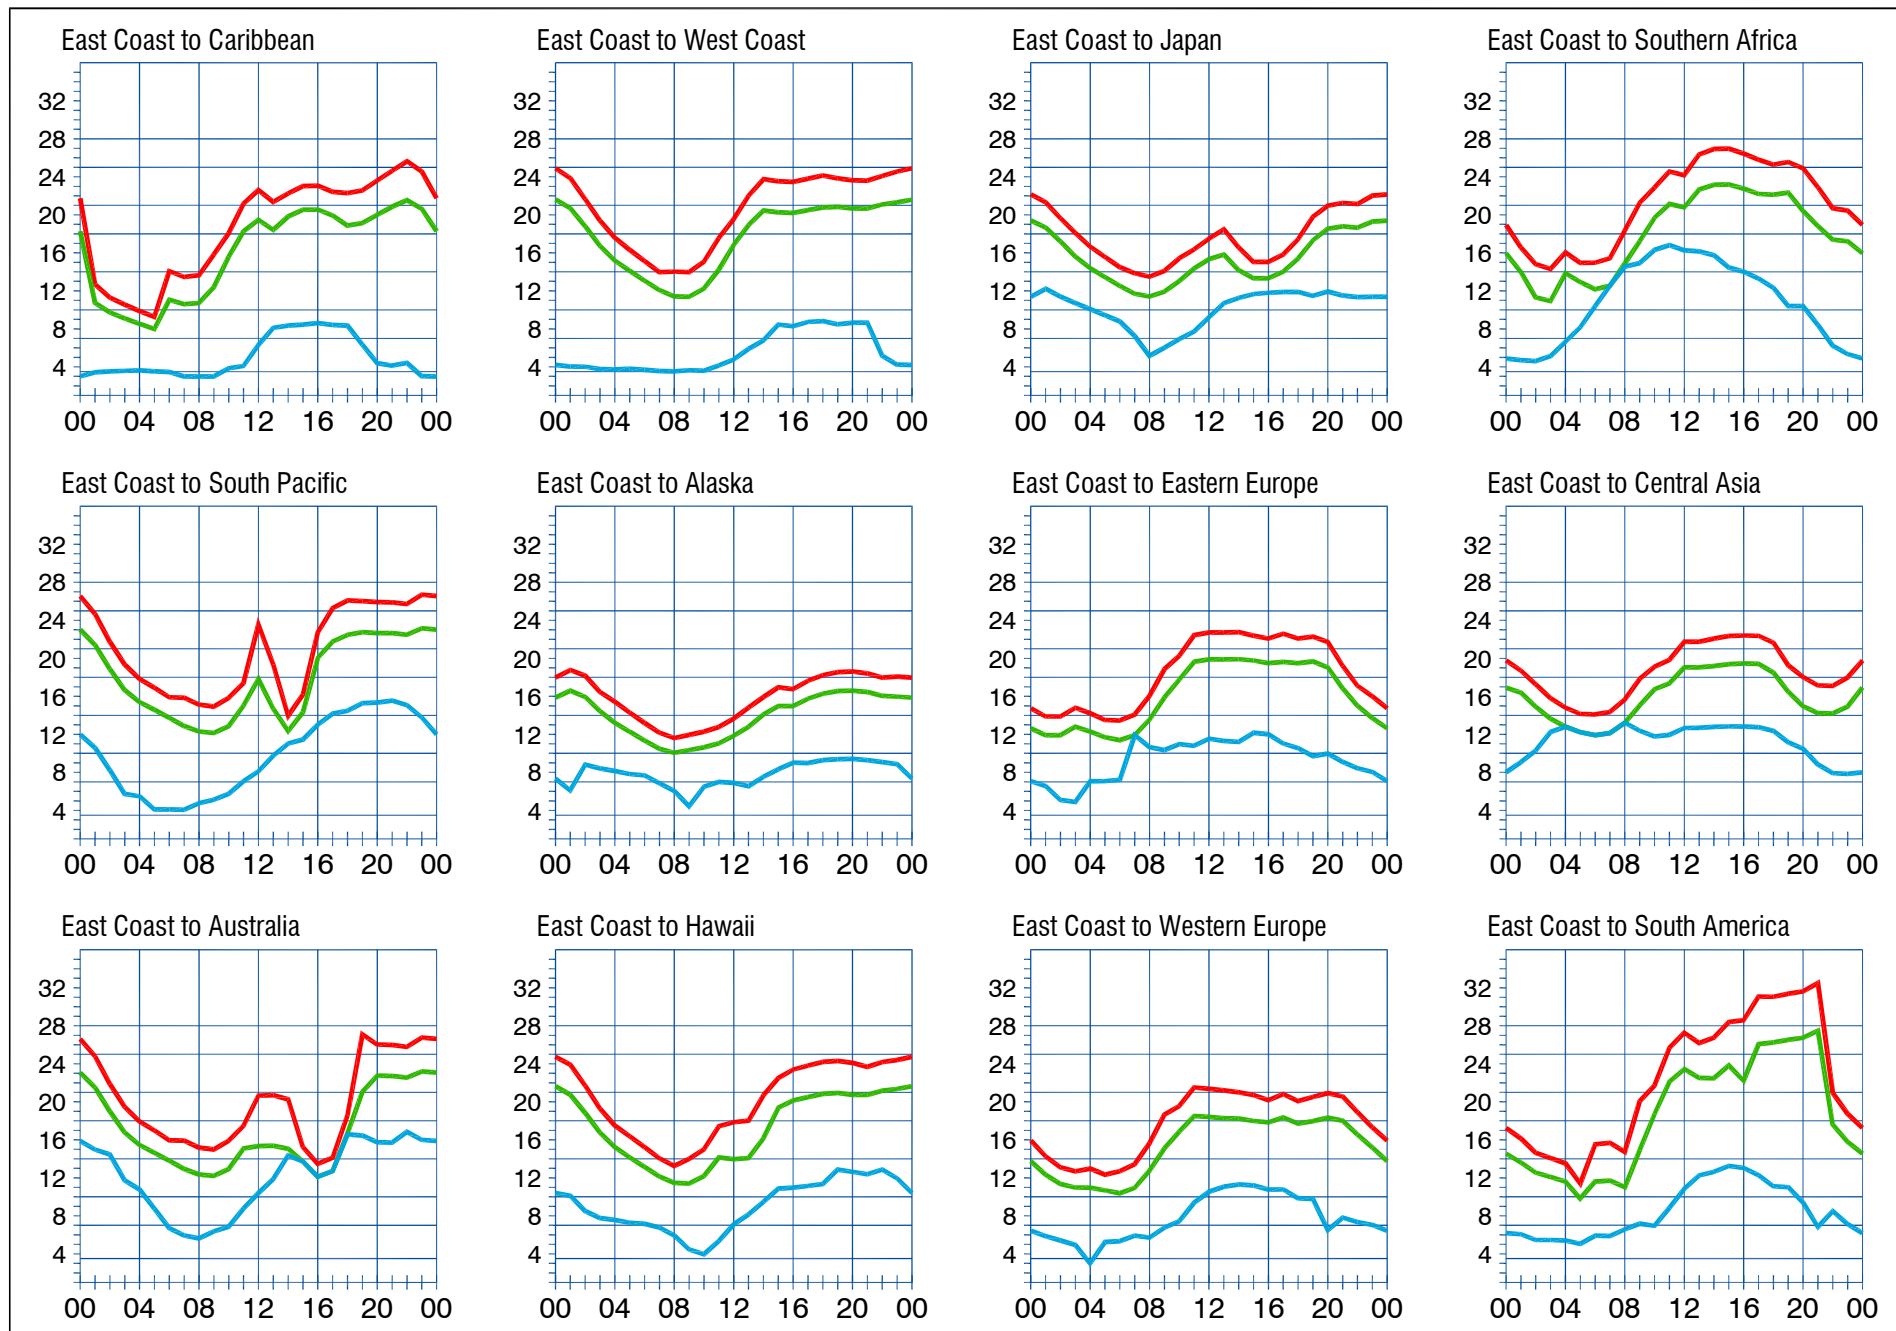 East Coast to Caribbean
East Coast to West Coast
East Coast to Japan
East Coast to Southern Africa
32 32 32 32
28 28 28 28
24 24 24 24
20 20 20 20
16 16 16 16
12 12 12 12
8 8 8 8
4 4 4 4
00 04 08 12 16 20 00 00 04 08 12 16 20 00 00 04 08 12 16 20 00 00 04 08 12 16 20 00
East Coast to South Pacific
East Coast to Alaska
East Coast to Eastern Europe
East Coast to Central Asia
32 32 32 32
28 28 28 28
24 24 24 24
20 20 20 20
16 16 16 16
12 12 12 12
8 8 8 8
4 4 4 4
00 04 08 12 16 20 00 00 04 08 12 16 20 00 00 04 08 12 16 20 00 00 04 08 12 16 20 00
East Coast to Australia
East Coast to Hawaii
East Coast to Western Europe
East Coast to South America
32 32 32 32
28 28 28 28
24 24 24 24
20 20 20 20
16 16 16 16
12 12 12 12
8 8 8 8
4 4 4 4
00 04 08 12 16 20 00 00 04 08 12 16 20 00 00 04 08 12 16 20 00 00 04 08 12 16 20 00